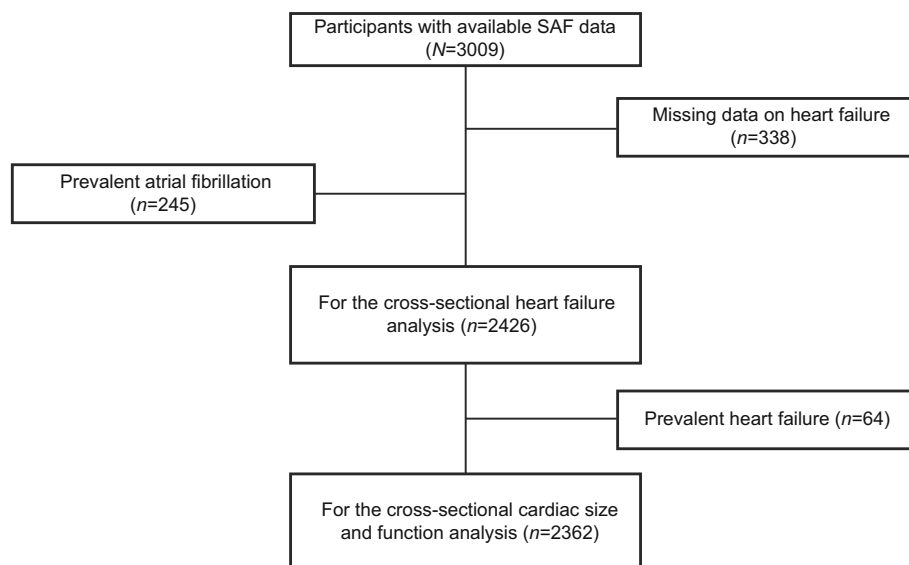 Participants with available SAF data
(N=3009)
Missing data on heart failure
(n=338)
Prevalent atrial fibrillation
(n=245)
For the cross-sectional heart failure
analysis (n=2426)
Prevalent heart failure (n=64)
For the cross-sectional cardiac size
and function analysis (n=2362)